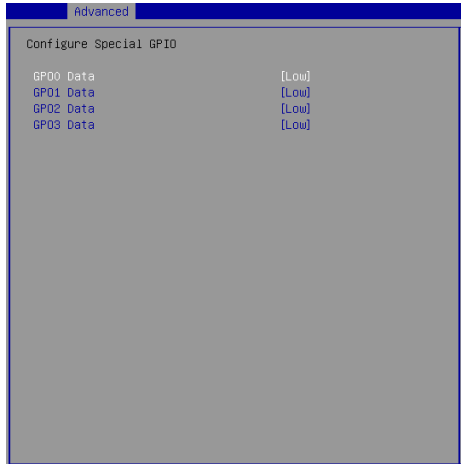 Advanced
Configure Special GPIO
GPO0 Data [Low]
GPO1 Data [Low]
GPO2 Data [Low]
GPO3 Data [Low]